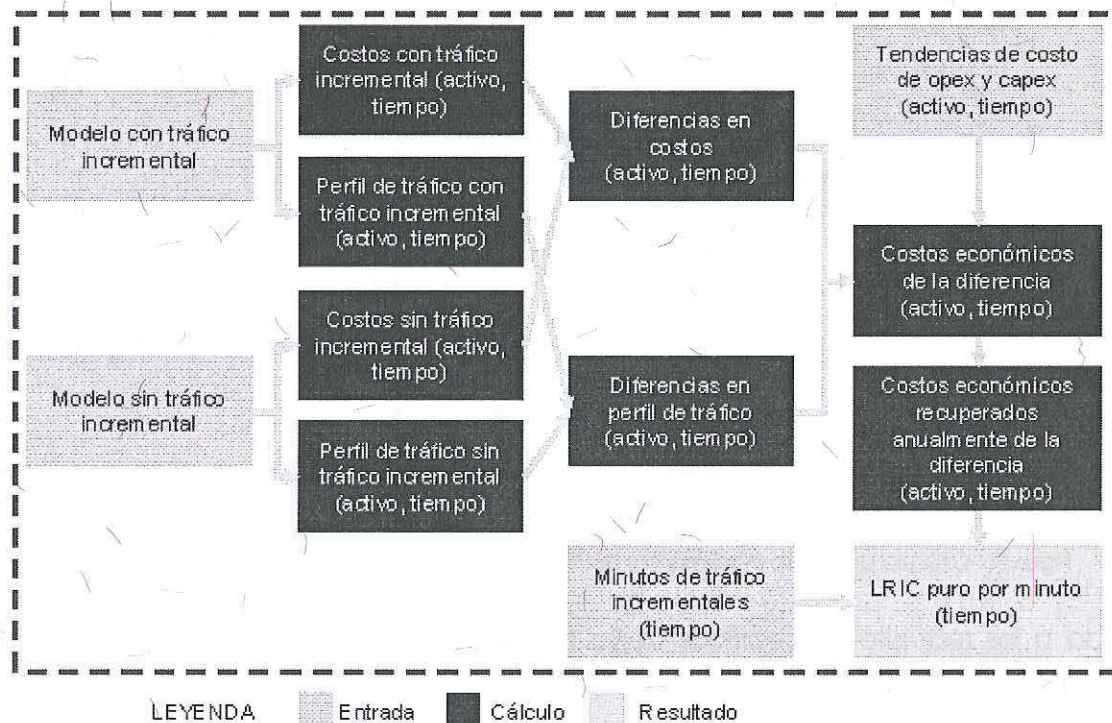 Modelo con tráfico
incremental
Modelo sin tráfico
incremental
Costos con tráfico
incremental (activo,
tiempo)
Perfil de tráfico con
tráfico incremental
(activo, tiempo)
Costos sin tráfico
incremental (activo,
tiempo)
Perfil de tráfico sin
tráfico incremental
(activo, tiempo)
Diferencias en
costos
(activo, tiempo)
Diferencias en
perfil de tráfico
(activo, tiempo)
Minutos de tráfico
incrementales
(tiempo)
Tendencias de costo
de opex y capex
(activo, tiempo)
Costos económicos
de la diferencia
(activo, tiempo)
Costos económicos
recuperados
anualmente de la
diferencia
(activo, tiempo)
LRIC puro por minuto
(tiempo)
LEYENDA Entrada Cálculo Resultado